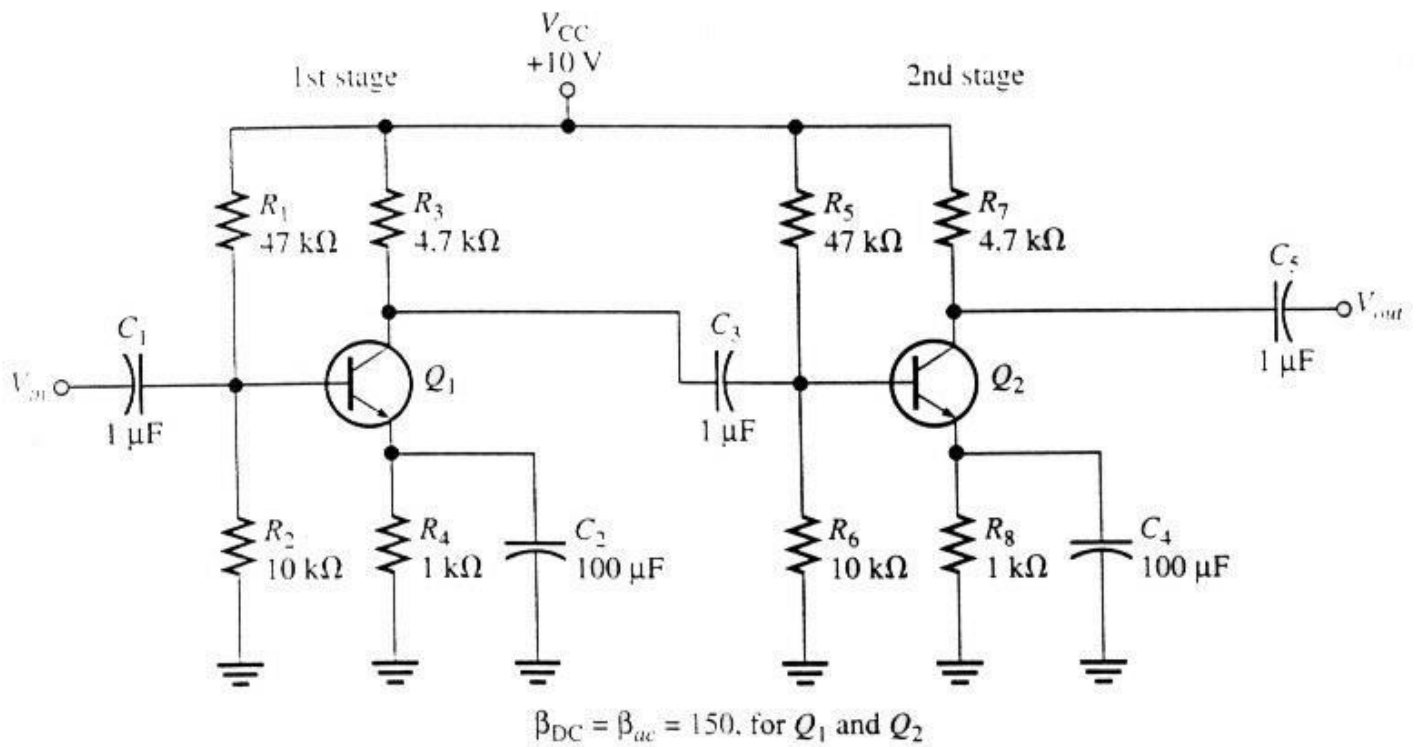 V_CC
+10 V
1st stage
2nd stage
R_1
47 kΩ
R_3
4.7 kΩ
R_5
47 kΩ
R_7
4.7 kΩ
C_1
1 μF
V_in
Q_1
C_3
1 μF
Q_2
C_5
1 μF
V_out
R_2
10 kΩ
R_4
1 kΩ
C_2
100 μF
R_6
10 kΩ
R_8
1 kΩ
C_4
100 μF
β_DC = β_ac = 150, for Q_1 and Q_2